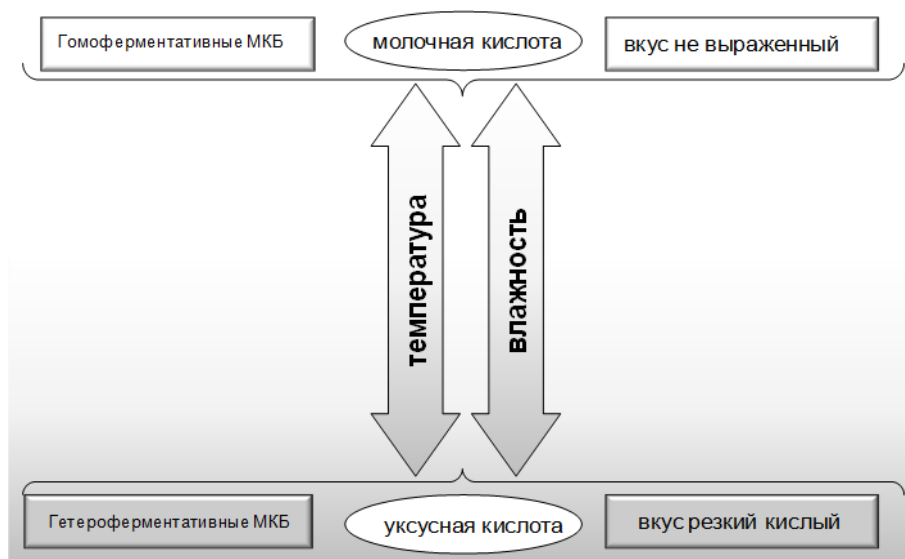 Гомоферментативные МКБ
молочная кислота
вкус не выраженный
температура
влажность
Гетероферментативные МКБ
уксусная кислота
вкус резкий кислый